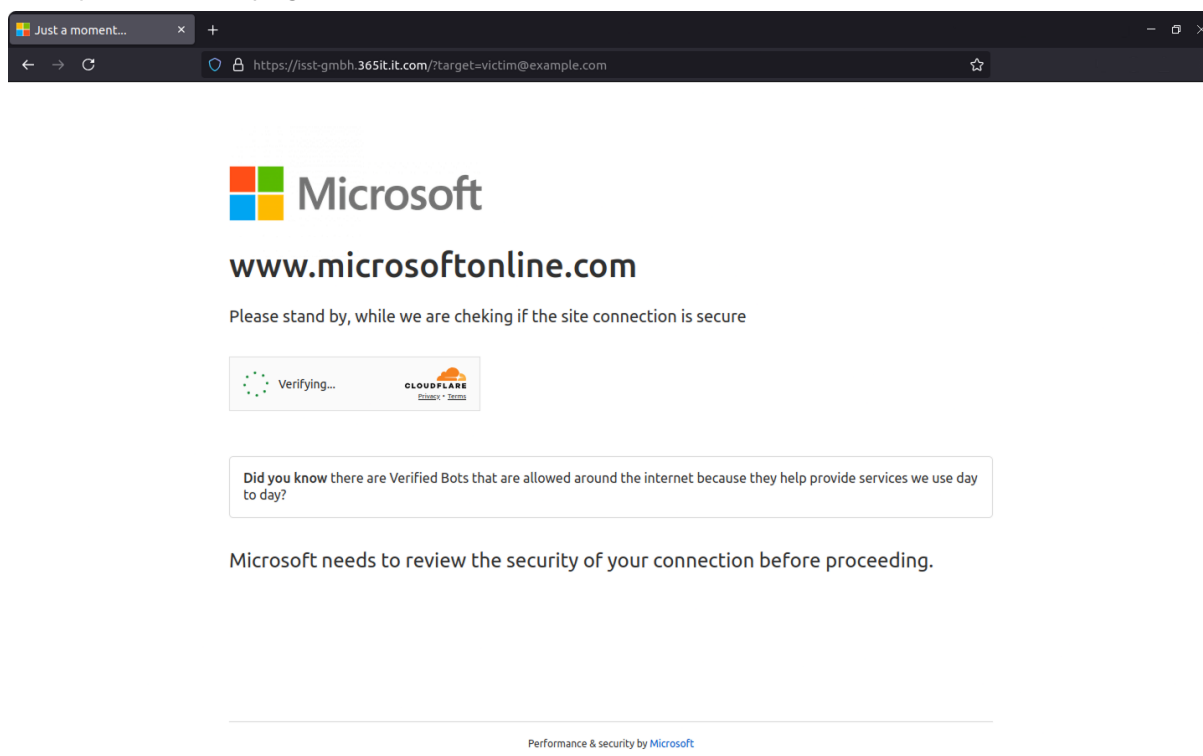 Just a moment...
https://isst-gmbh.365it.it.com/?target=victim@example.com
Microsoft
www.microsoftonline.com
Please stand by, while we are cheking if the site connection is secure
Verifying...
CLOUDFLARE
Privacy • Terms
Did you know there are Verified Bots that are allowed around the internet because they help provide services we use day
to day?
Microsoft needs to review the security of your connection before proceeding.
Performance & security by Microsoft